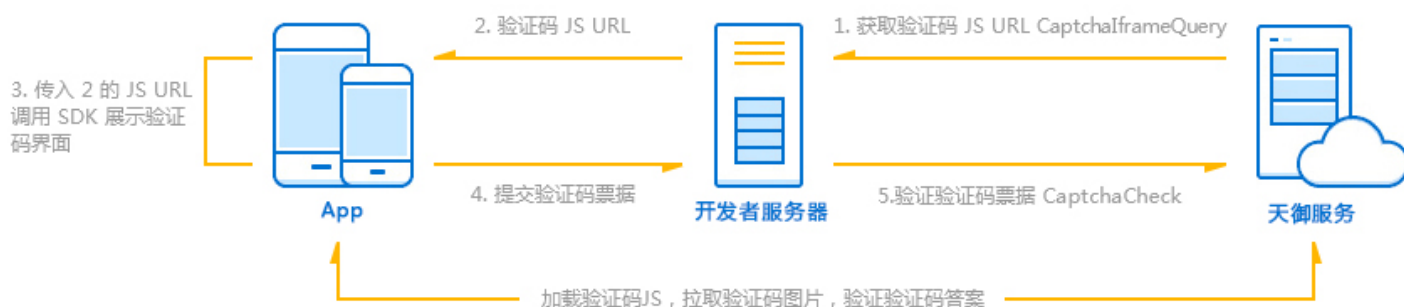 2. 验证码 JS URL
1. 获取验证码 JS URL CaptchaIframeQuery
3. 传入 2 的 JS URL
调用 SDK 展示验证
码界面
4. 提交验证码票据
5.验证验证码票据 CaptchaCheck
App
开发者服务器
天御服务
加载验证码JS，拉取验证码图片，验证验证码答案